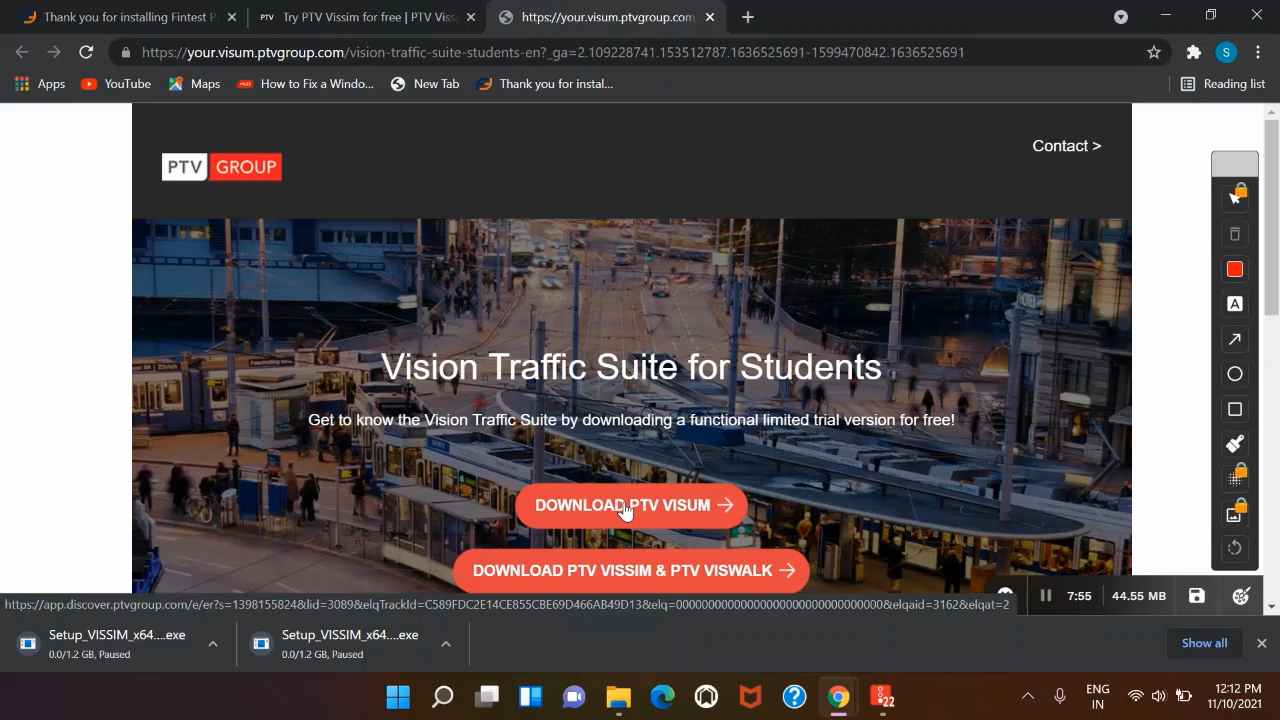 Thank you for installing Fintest P
PTV Try PTV Vissim for free | PTV Viss
https://your.visum.ptvgroup.com
https://your.visum.ptvgroup.com/vision-traffic-suite-students-en?_ga=2.109228741.153512787.1636525691-1599470842.1636525691
S
Apps
YouTube
Maps
How to Fix a Windo...
New Tab
Thank you for instal...
Reading list
Contact >
PTV GROUP
A
Vision Traffic Suite for Students
Get to know the Vision Traffic Suite by downloading a functional limited trial version for free!
DOWNLOAD PTV VISUM
DOWNLOAD PTV VISSIM & PTV VISWALK
7:55 44.55 MB
https://app.discover.ptvgroup.com/e/er?s=1398155824&lid=3089&elqTrackId=C589FDC2E14CE855CBE69D466AB49D13&elq=00000000000000000000000000000000&elqaid=3162&elqat=2
Setup_VISSIM_x64....exe
0.0/1.2 GB, Paused
Setup_VISSIM_x64....exe
0.0/1.2 GB, Paused
Show all
22
ENG
IN
12:12 PM
11/10/2021